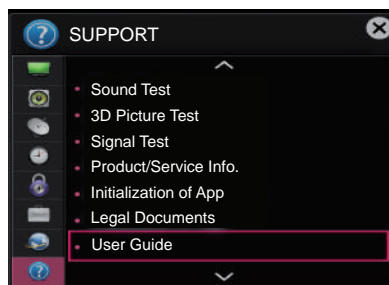 SUPPORT
Sound Test
3D Picture Test
Signal Test
Product/Service Info.
Initialization of App
Legal Documents
User Guide